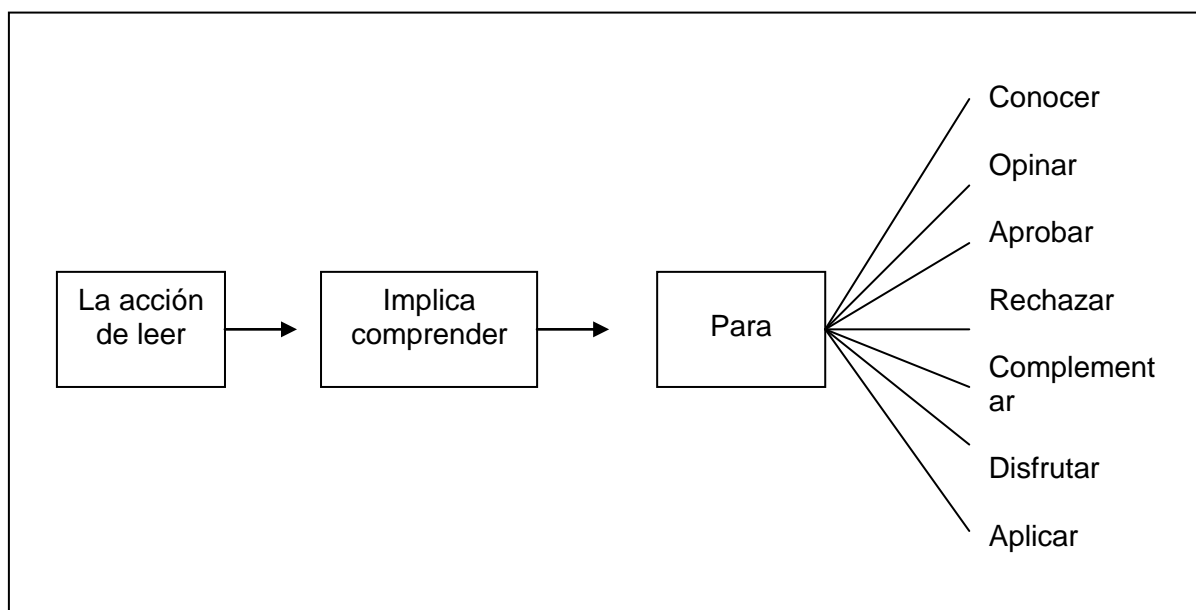 La acción
de leer
Implica
comprender
Para
Conocer
Opinar
Aprobar
Rechazar
Complement
ar
Disfrutar
Aplicar